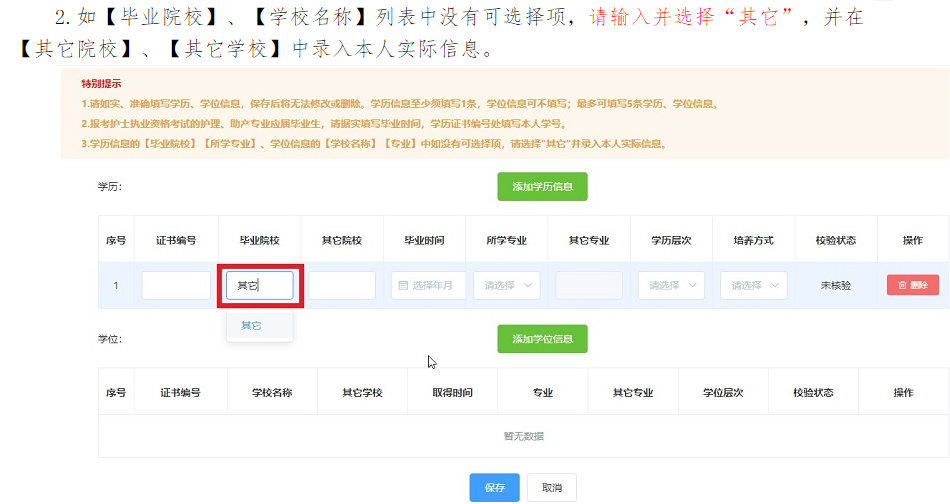 2.如【毕业院校】、【学校名称】列表中没有可选择项，请输入并选择“其它”，并在
【其它院校】、【其它学校】中录入本人实际信息。
特别提示
1.请如实、准确填写学历、学位信息，保存后将无法修改或删除。学历信息至少须填写1条，学位信息可不填写；最多可填写5条学历、学位信息。
2.报考护士执业资格考试的护理、助产专业应届毕业生，请据实填写毕业时间，学历证书编号处填写本人学号。
3.学历信息的【毕业院校】【所学专业】、学位信息的【学校名称】【专业】中如没有可选择项，请选择"其它"并录入本人实际信息。
学历： 添加学历信息
序号 证书编号 毕业院校 其它院校 毕业时间 所学专业 其它专业 学历层次 培养方式 校验状态 操作
1 其它 选择年月 请选择 请选择 请选择 未核验 删除
其它
学位： 添加学位信息
序号 证书编号 学校名称 其它学校 取得时间 专业 其它专业 学位层次 校验状态 操作
暂无数据
保存 取消